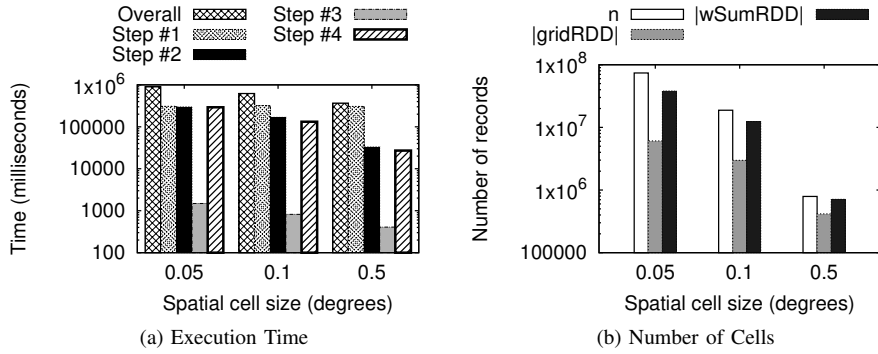 Overall
Step #1
Step #2
Step #3
Step #4
Time (milliseconds)
1x10^6
100000
10000
1000
100
0.05 0.1 0.5
Spatial cell size (degrees)
(a) Execution Time
n
|gridRDD|
|wSumRDD|
Number of records
1x10^8
1x10^7
1x10^6
100000
0.05 0.1 0.5
Spatial cell size (degrees)
(b) Number of Cells